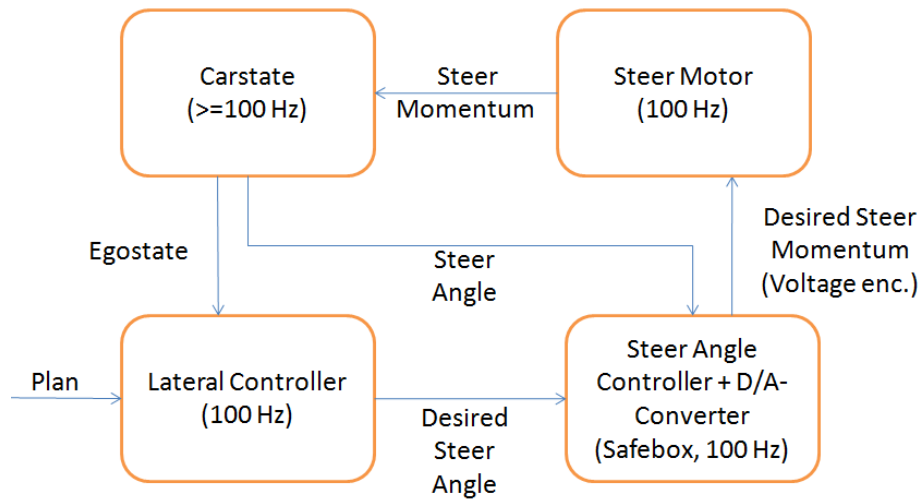 Carstate
(>=100 Hz)
Steer
Momentum
Steer Motor
(100 Hz)
Egostate
Steer
Angle
Desired Steer
Momentum
(Voltage enc.)
Plan
Lateral Controller
(100 Hz)
Desired
Steer
Angle
Steer Angle
Controller + D/A-
Converter
(Safebox, 100 Hz)